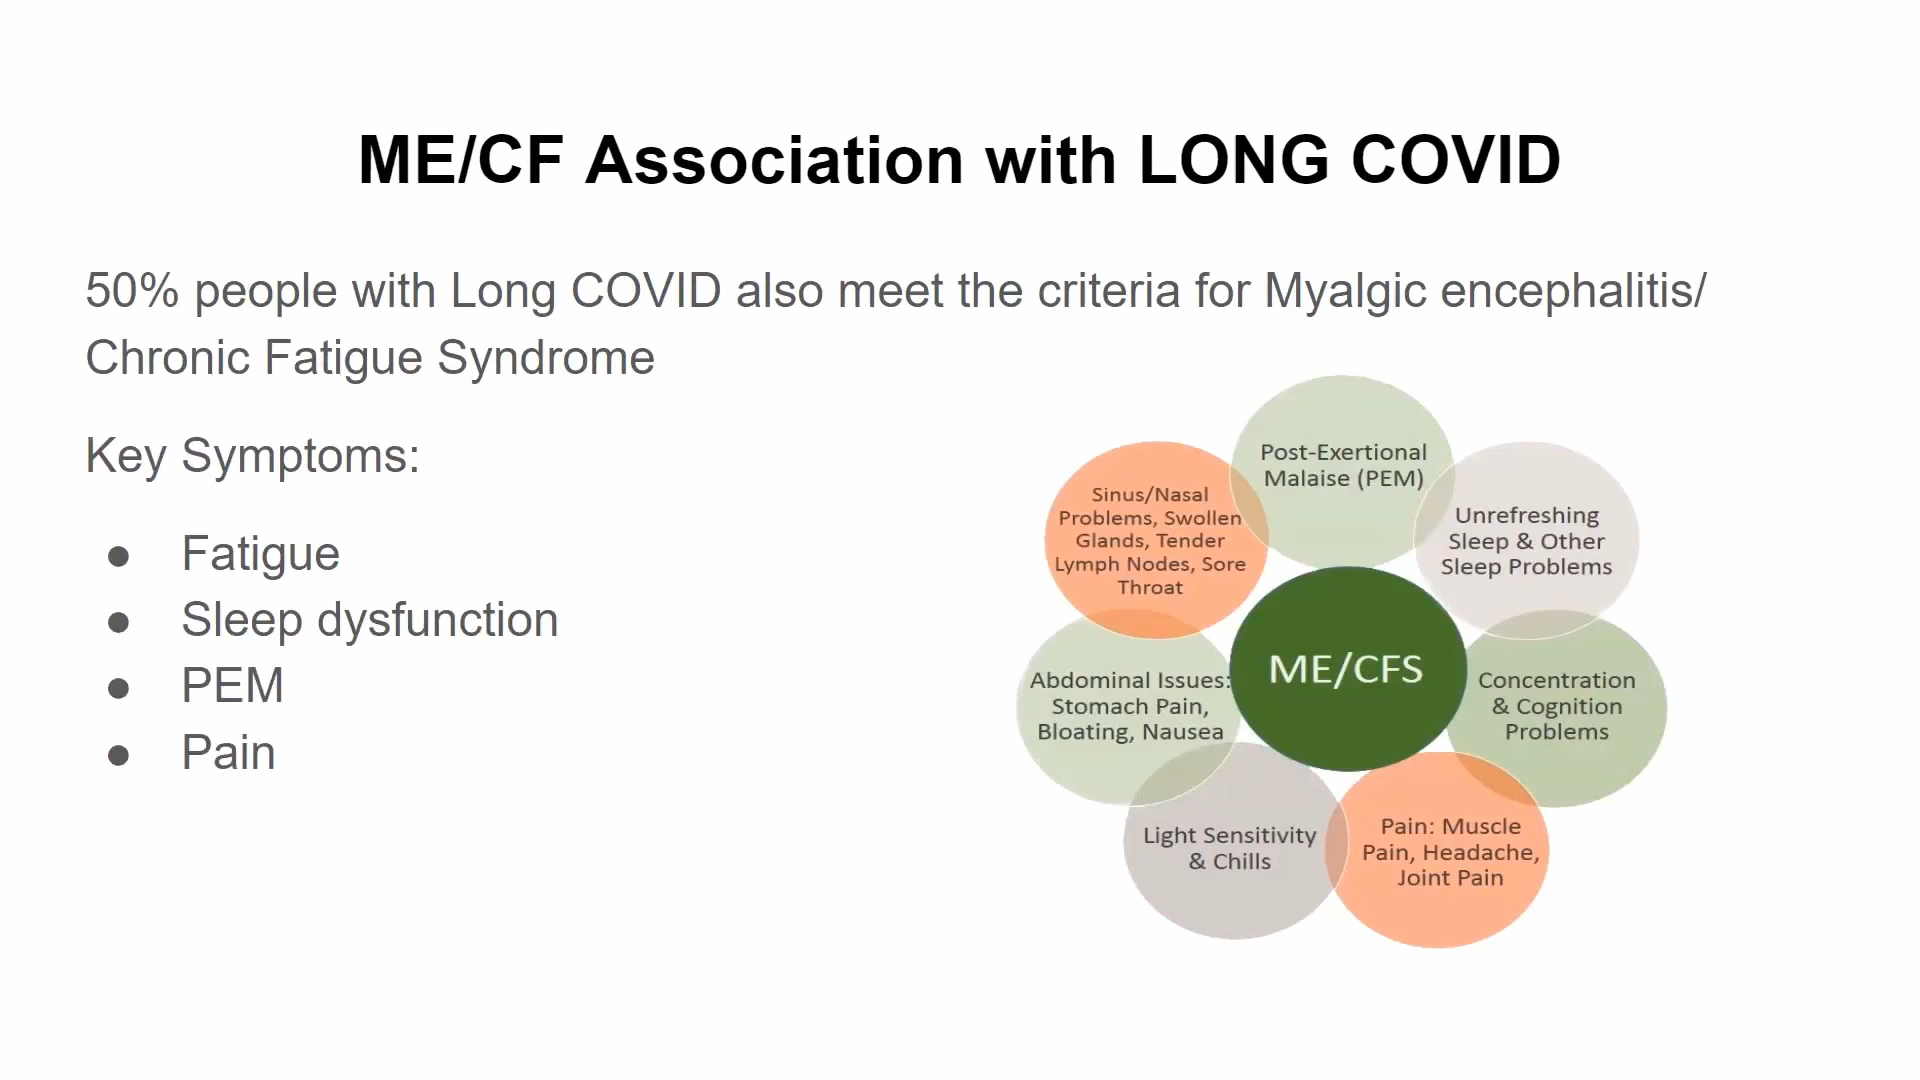 ME/CF Association with LONG COVID
50% people with Long COVID also meet the criteria for Myalgic encephalitis/
Chronic Fatigue Syndrome
Key Symptoms:
● Fatigue
● Sleep dysfunction
● PEM
● Pain
Post-Exertional
Malaise (PEM)
Unrefreshing
Sleep & Other
Sleep Problems
Concentration
& Cognition
Problems
Pain: Muscle
Pain, Headache,
Joint Pain
Light Sensitivity
& Chills
Abdominal Issues:
Stomach Pain,
Bloating, Nausea
Sinus/Nasal
Problems, Swollen
Glands, Tender
Lymph Nodes, Sore
Throat
ME/CFS